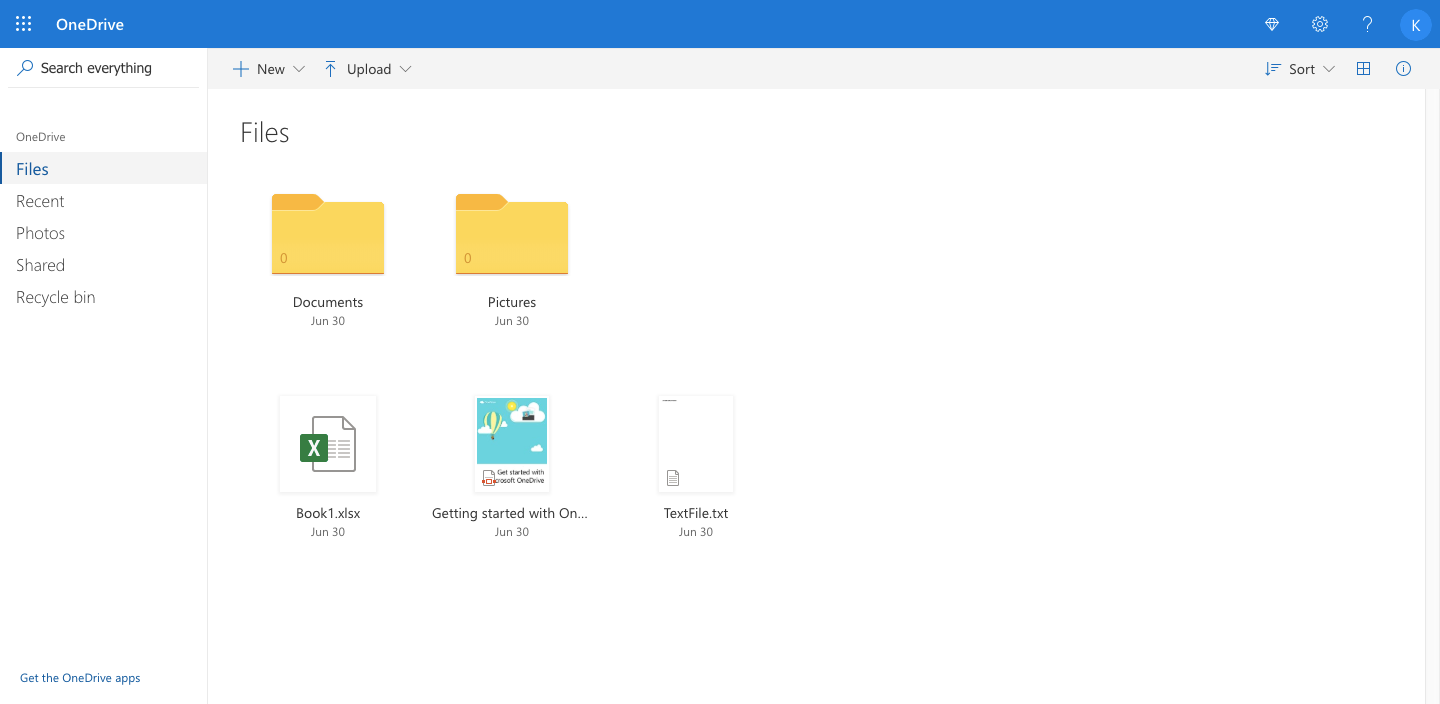 OneDrive
K
Search everything
New
Upload
Sort
OneDrive
Files
Recent
Photos
Shared
Recycle bin
Get the OneDrive apps
Files
0
Documents
Jun 30
0
Pictures
Jun 30
Book1.xlsx
Jun 30
Get started with
crosoft OneDrive
Getting started with On...
Jun 30
TextFile.txt
Jun 30